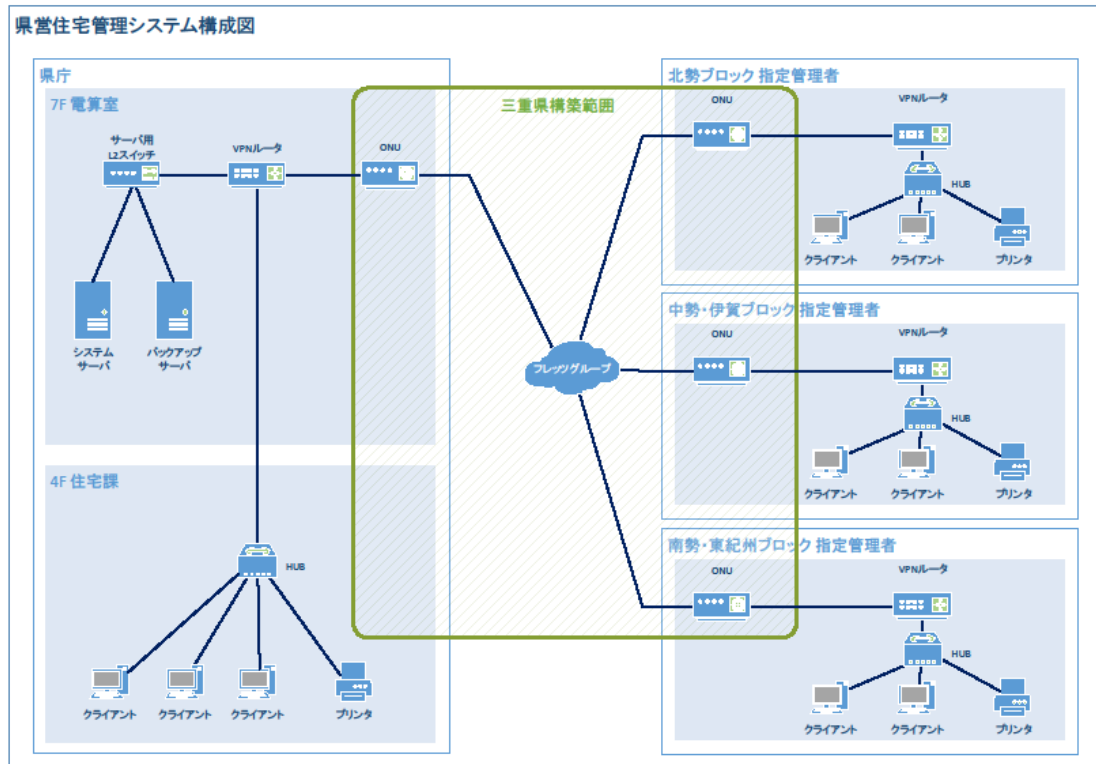 県営住宅管理システム構成図
県庁
7F 電算室
サーバ用
L2スイッチ
VPNルータ
ONU
システム
サーバ
バックアップ
サーバ
4F 住宅課
HUB
クライアント
クライアント
クライアント
プリンタ
三重県構築範囲
フレッツグループ
北勢ブロック 指定管理者
ONU
VPNルータ
HUB
クライアント
クライアント
プリンタ
中勢・伊賀ブロック 指定管理者
ONU
VPNルータ
HUB
クライアント
クライアント
プリンタ
南勢・東紀州ブロック 指定管理者
ONU
VPNルータ
HUB
クライアント
クライアント
プリンタ